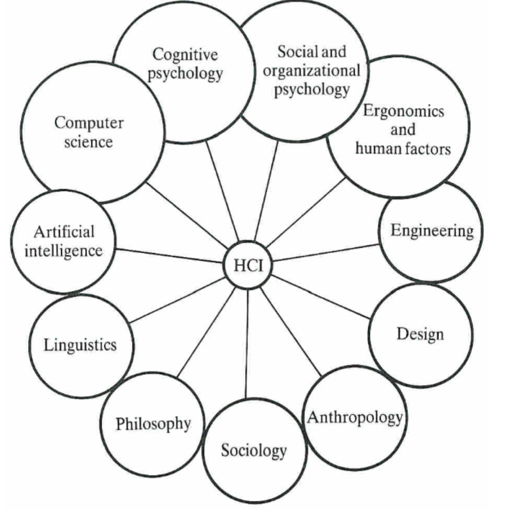 Cognitive
psychology
Social and
organizational
psychology
Ergonomics
and
human factors
Computer
science
Artificial
intelligence
Engineering
HCI
Linguistics
Design
Philosophy
Sociology
Anthropology